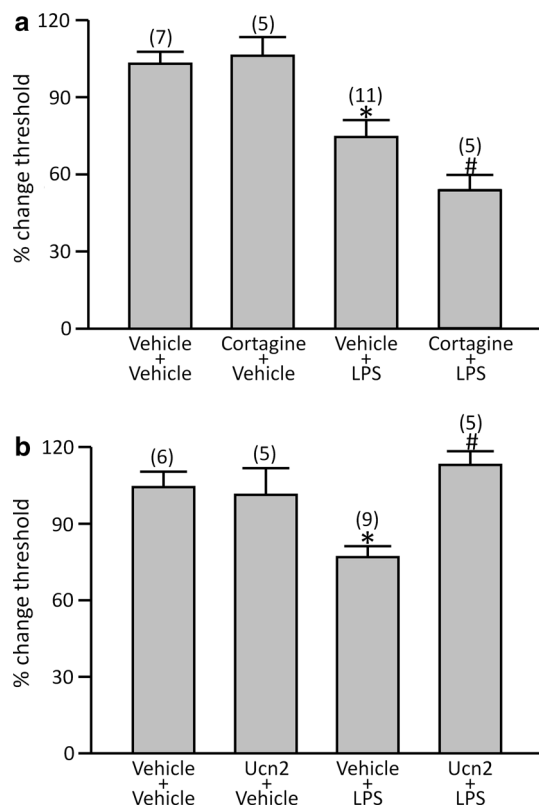 a
120
90
60
30
0
% change threshold
(7)
(5)
(11)
*
(5)
#
Vehicle
+
Vehicle
Cortagine
+
Vehicle
Vehicle
+
LPS
Cortagine
+
LPS
b
120
90
60
30
0
% change threshold
(6)
(5)
(9)
*
(5)
#
Vehicle
+
Vehicle
Ucn2
+
Vehicle
Vehicle
+
LPS
Ucn2
+
LPS